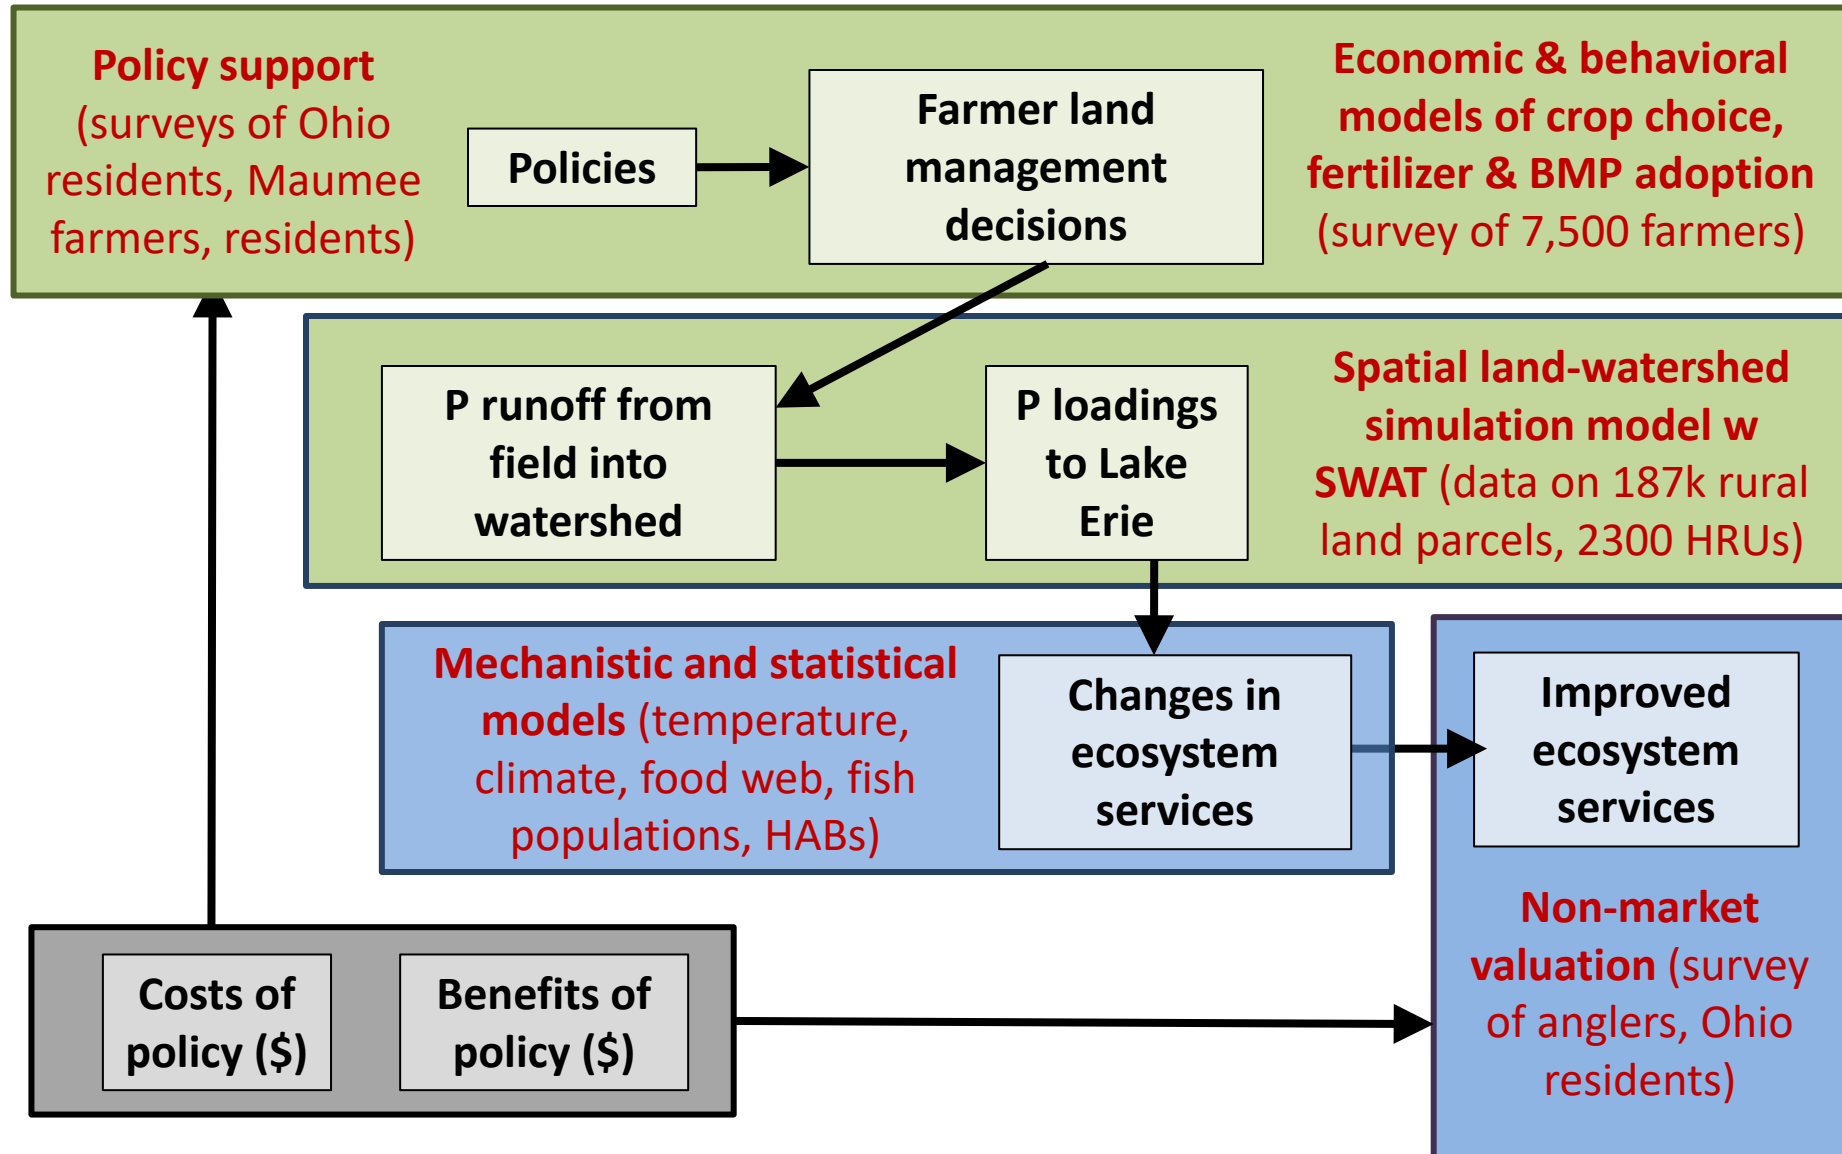 Policy support
(surveys of Ohio
residents, Maumee
farmers, residents)
Policies
Farmer land
management
decisions
Economic & behavioral
models of crop choice,
fertilizer & BMP adoption
(survey of 7,500 farmers)
P runoff from
field into
watershed
P loadings
to Lake
Erie
Spatial land-watershed
simulation model w
SWAT (data on 187k rural
land parcels, 2300 HRUs)
Mechanistic and statistical
models (temperature,
climate, food web, fish
populations, HABs)
Changes in
ecosystem
services
Improved
ecosystem
services
Non-market
valuation (survey
of anglers, Ohio
residents)
Costs of
policy ($)
Benefits of
policy ($)